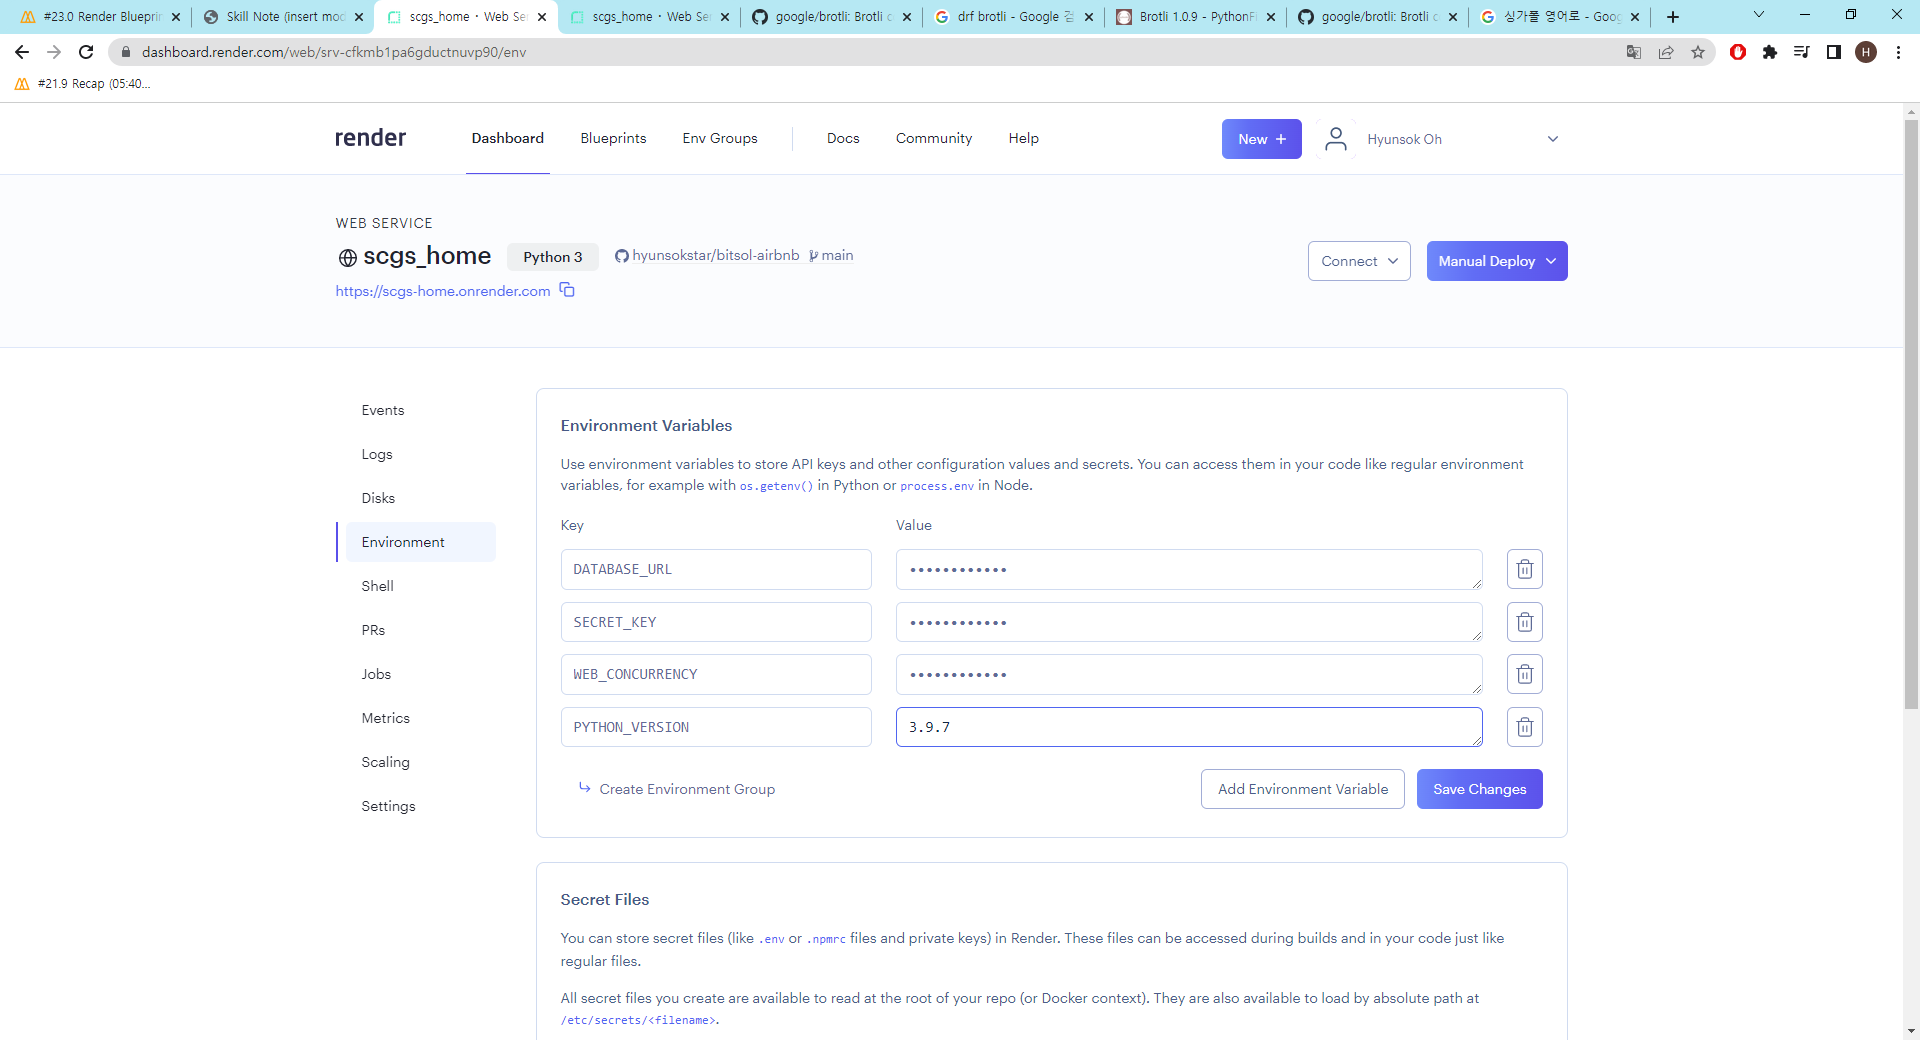 #23.0 Render Blueprin
Skill Note (insert mod
scgs_home · Web Ser
scgs_home · Web Ser
google/brotli: Brotli c
drf brotli - Google 검
Brotli 1.0.9 - PythonFi
google/brotli: Brotli c
싱가폴 영어로 - Goog
dashboard.render.com/web/srv-cfkmb1pa6gductnuvp90/env
H
#21.9 Recap (05:40...
render
Dashboard
Blueprints
Env Groups
Docs
Community
Help
New +
Hyunsok Oh
WEB SERVICE
scgs_home
Python 3
hyunsokstar/bitsol-airbnb
main
Connect
Manual Deploy
https://scgs-home.onrender.com
Events
Logs
Disks
Environment
Shell
PRs
Jobs
Metrics
Scaling
Settings
Environment Variables
Use environment variables to store API keys and other configuration values and secrets. You can access them in your code like regular environment
variables, for example with os.getenv() in Python or process.env in Node.
Key
Value
DATABASE_URL
••••••••••••
SECRET_KEY
••••••••••••
WEB_CONCURRENCY
••••••••••••
PYTHON_VERSION
3.9.7
Create Environment Group
Add Environment Variable
Save Changes
Secret Files
You can store secret files (like .env or .npmrc files and private keys) in Render. These files can be accessed during builds and in your code just like
regular files.
All secret files you create are available to read at the root of your repo (or Docker context). They are also available to load by absolute path at
/etc/secrets/<filename>.